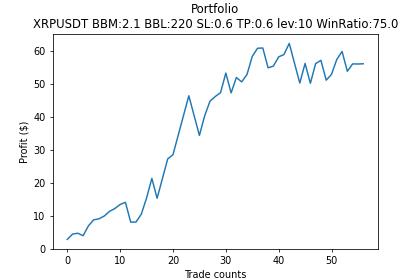 Portfolio
XRPUSDT BBM:2.1 BBL:220 SL:0.6 TP:0.6 lev:10 WinRatio:75.0
60
50
40
30
20
10
0
Profit ($)
0 10 20 30 40 50
Trade counts